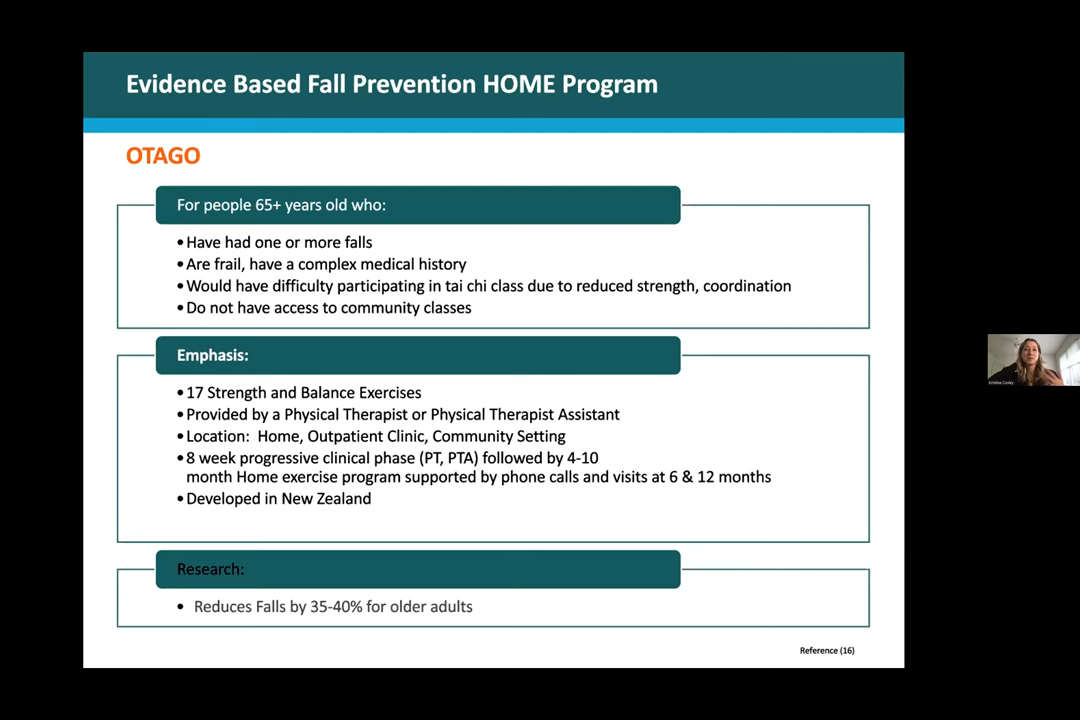 Evidence Based Fall Prevention HOME Program
OTAGO
For people 65+ years old who:
•Have had one or more falls
•Are frail, have a complex medical history
•Would have difficulty participating in tai chi class due to reduced strength, coordination
•Do not have access to community classes
Emphasis:
•17 Strength and Balance Exercises
•Provided by a Physical Therapist or Physical Therapist Assistant
•Location: Home, Outpatient Clinic, Community Setting
•8 week progressive clinical phase (PT, PTA) followed by 4-10
month Home exercise program supported by phone calls and visits at 6 & 12 months
•Developed in New Zealand
Research:
• Reduces Falls by 35-40% for older adults
Reference (16)